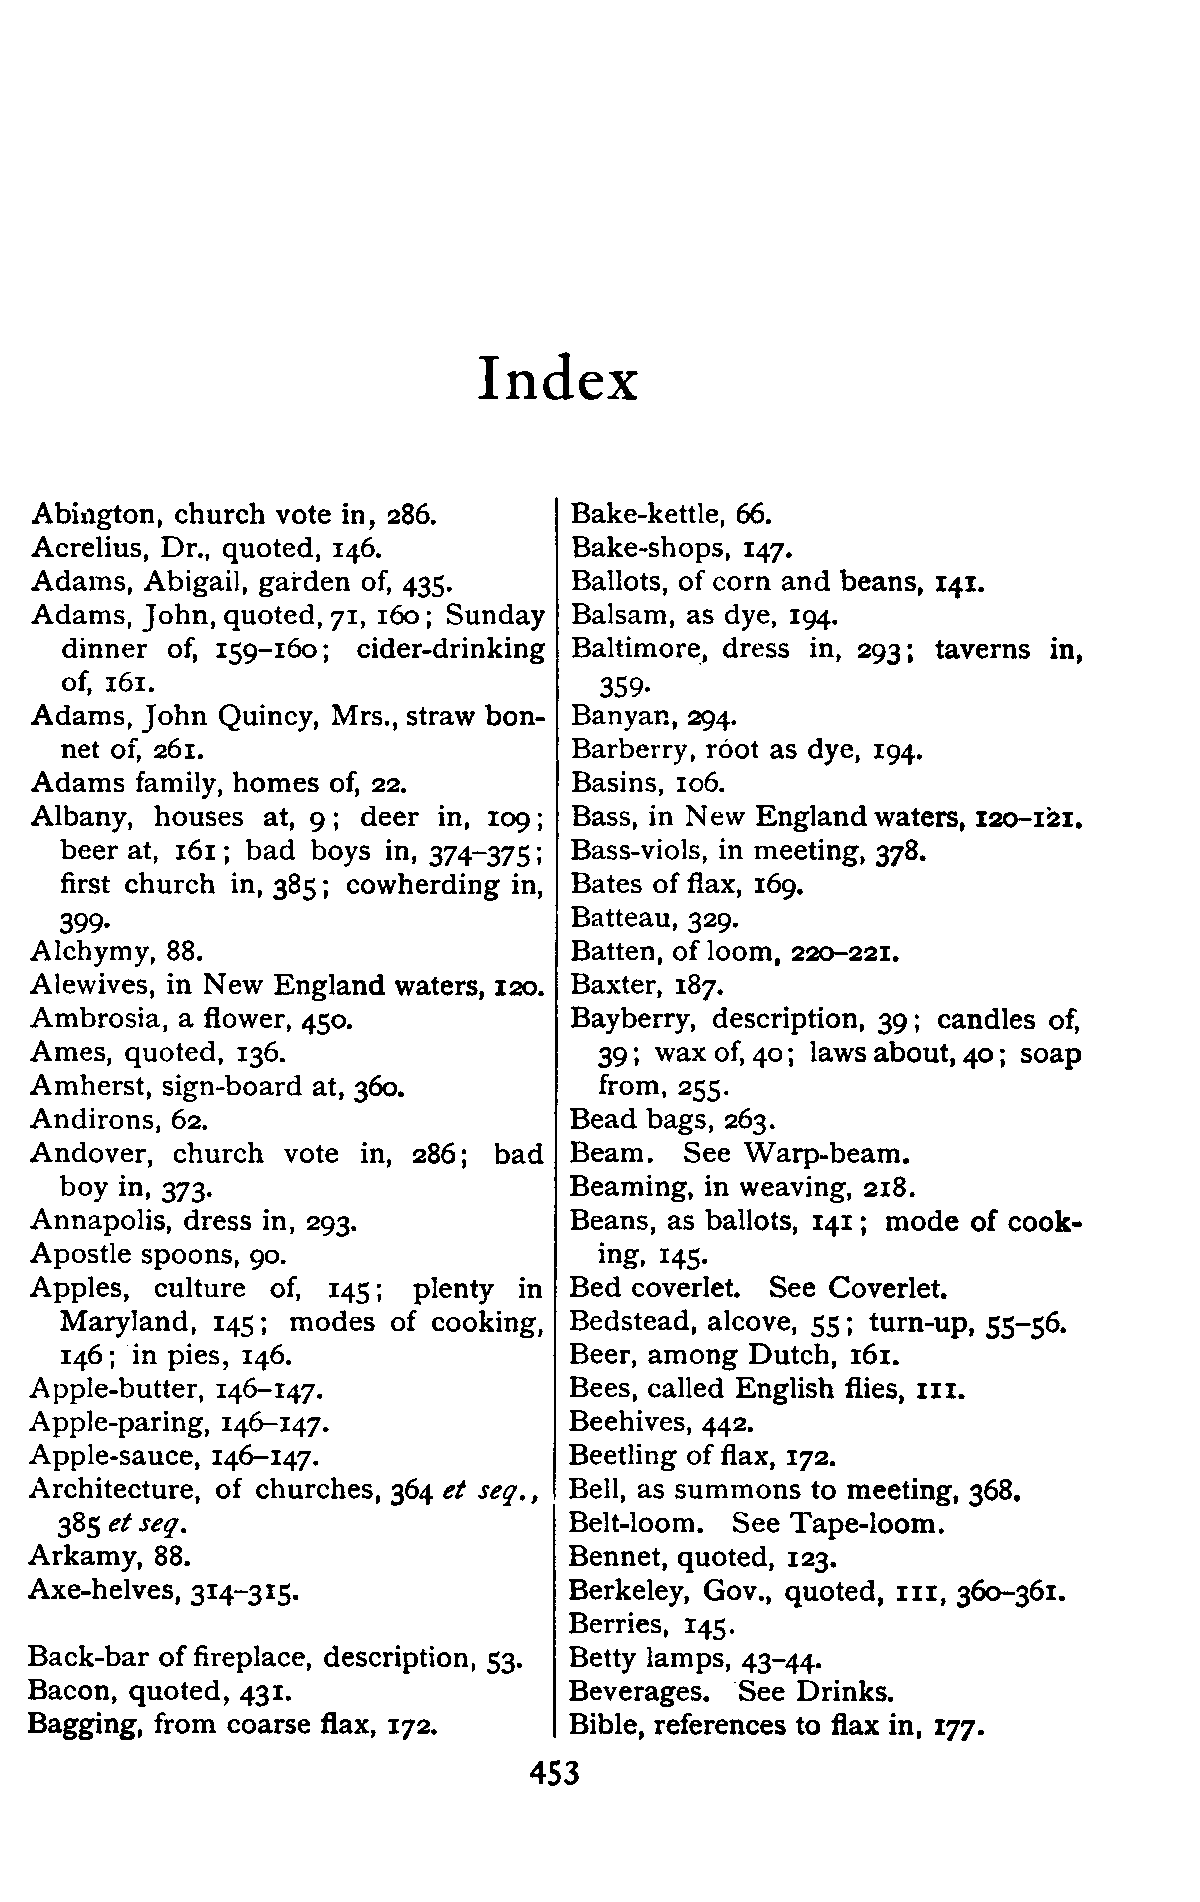 Index
Abington, church vote in, 286.
Acrelius, Dr., quoted, 146.
Adams, Abigail, garden of, 435.
Adams, John, quoted, 71, 160; Sunday
dinner of, 159–160; cider-drinking
of, 161.
Adams, John Quincy, Mrs., straw bon-
net of, 261.
Adams family, homes of, 22.
Albany, houses at, 9; deer in, 109;
beer at, 161; bad boys in, 374–375;
first church in, 385; cowherding in,
399.
Alchymy, 88.
Alewives, in New England waters, 120.
Ambrosia, a flower, 450.
Ames, quoted, 136.
Amherst, sign-board at, 360.
Andirons, 62.
Andover, church vote in, 286; bad
boy in, 373.
Annapolis, dress in, 293.
Apostle spoons, 90.
Apples, culture of, 145; plenty in
Maryland, 145; modes of cooking,
146; in pies, 146.
Apple-butter, 146–147.
Apple-paring, 146–147.
Apple-sauce, 146–147.
Architecture, of churches, 364 et seq.,
385 et seq.
Arkamy, 88.
Axe-helves, 314–315.
Back-bar of fireplace, description, 53.
Bacon, quoted, 431.
Bagging, from coarse flax, 172.
Bake-kettle, 66.
Bake-shops, 147.
Ballots, of corn and beans, 141.
Balsam, as dye, 194.
Baltimore, dress in, 293; taverns in,
359.
Banyan, 294.
Barberry, root as dye, 194.
Basins, 106.
Bass, in New England waters, 120–121.
Bass-viols, in meeting, 378.
Bates of flax, 169.
Batteau, 329.
Batten, of loom, 220–221.
Baxter, 187.
Bayberry, description, 39; candles of,
39; wax of, 40; laws about, 40; soap
from, 255.
Bead bags, 263.
Beam. See Warp-beam.
Beaming, in weaving, 218.
Beans, as ballots, 141; mode of cook-
ing, 145.
Bed coverlet. See Coverlet.
Bedstead, alcove, 55; turn-up, 55–56.
Beer, among Dutch, 161.
Bees, called English flies, 111.
Beehives, 442.
Beetling of flax, 172.
Bell, as summons to meeting, 368.
Belt-loom. See Tape-loom.
Bennet, quoted, 123.
Berkeley, Gov., quoted, 111, 360–361.
Berries, 145.
Betty lamps, 43–44.
Beverages. See Drinks.
Bible, references to flax in, 177.
453